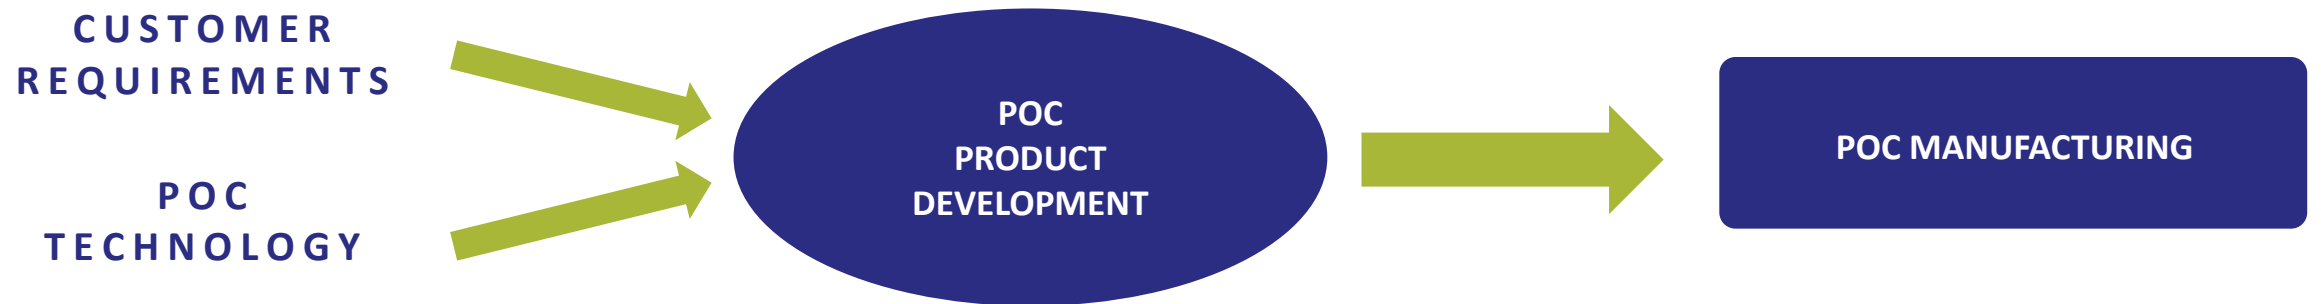 CUSTOMER
REQUIREMENTS
POC
TECHNOLOGY
POC
PRODUCT
DEVELOPMENT
POC MANUFACTURING